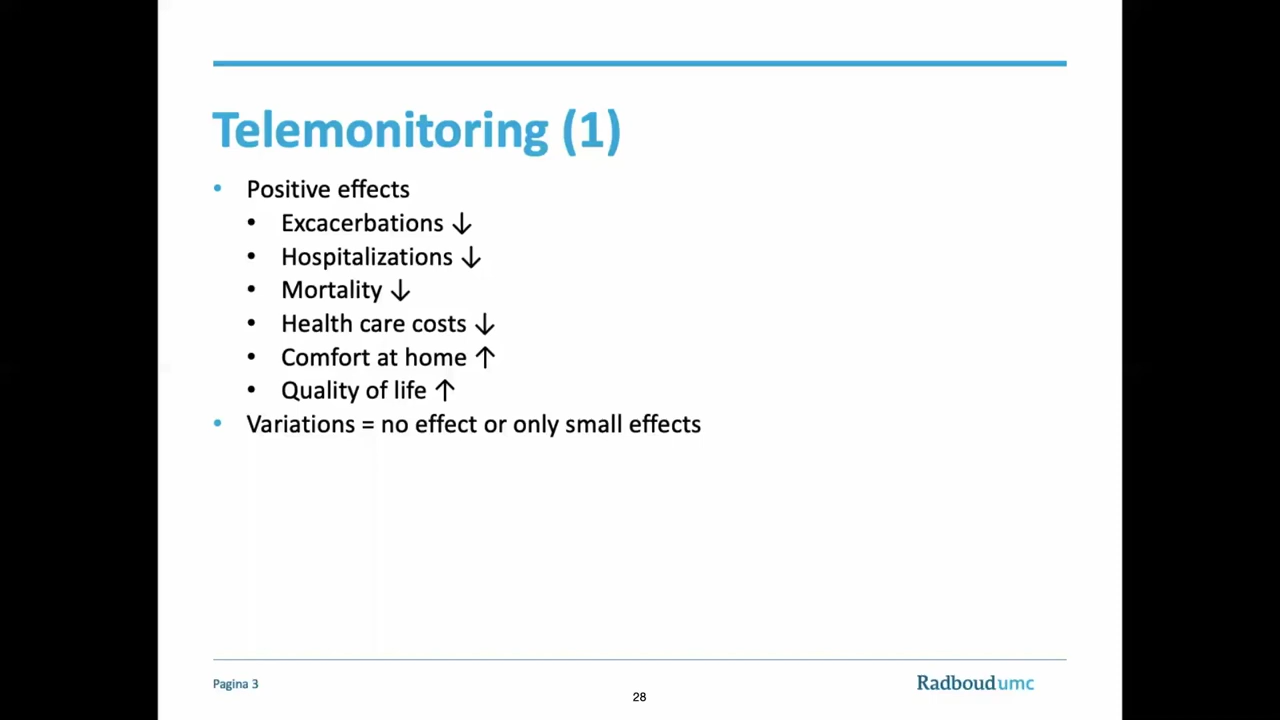 Telemonitoring (1)
• Positive effects
• Excacerbations ↓
• Hospitalizations ↓
• Mortality ↓
• Health care costs ↓
• Comfort at home ↑
• Quality of life ↑
• Variations = no effect or only small effects
Pagina 3
28
Radboudumc